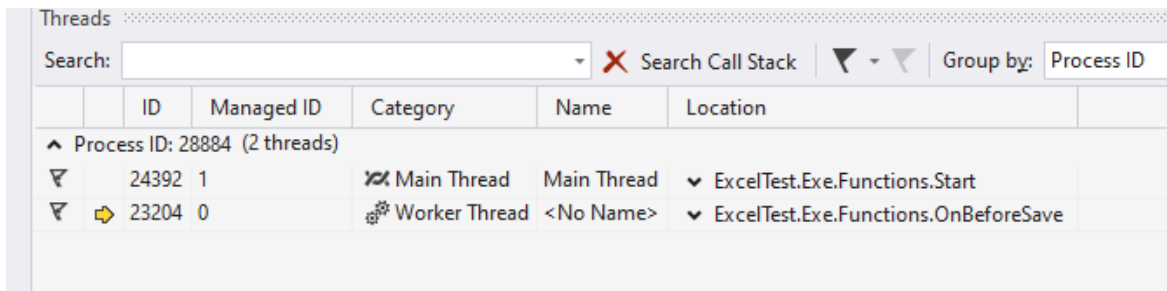 Threads
Search: Search Call Stack Group by: Process ID
ID Managed ID Category Name Location
Process ID: 28884 (2 threads)
24392 1 Main Thread Main Thread ExcelTest.Exe.Functions.Start
23204 0 Worker Thread <No Name> ExcelTest.Exe.Functions.OnBeforeSave